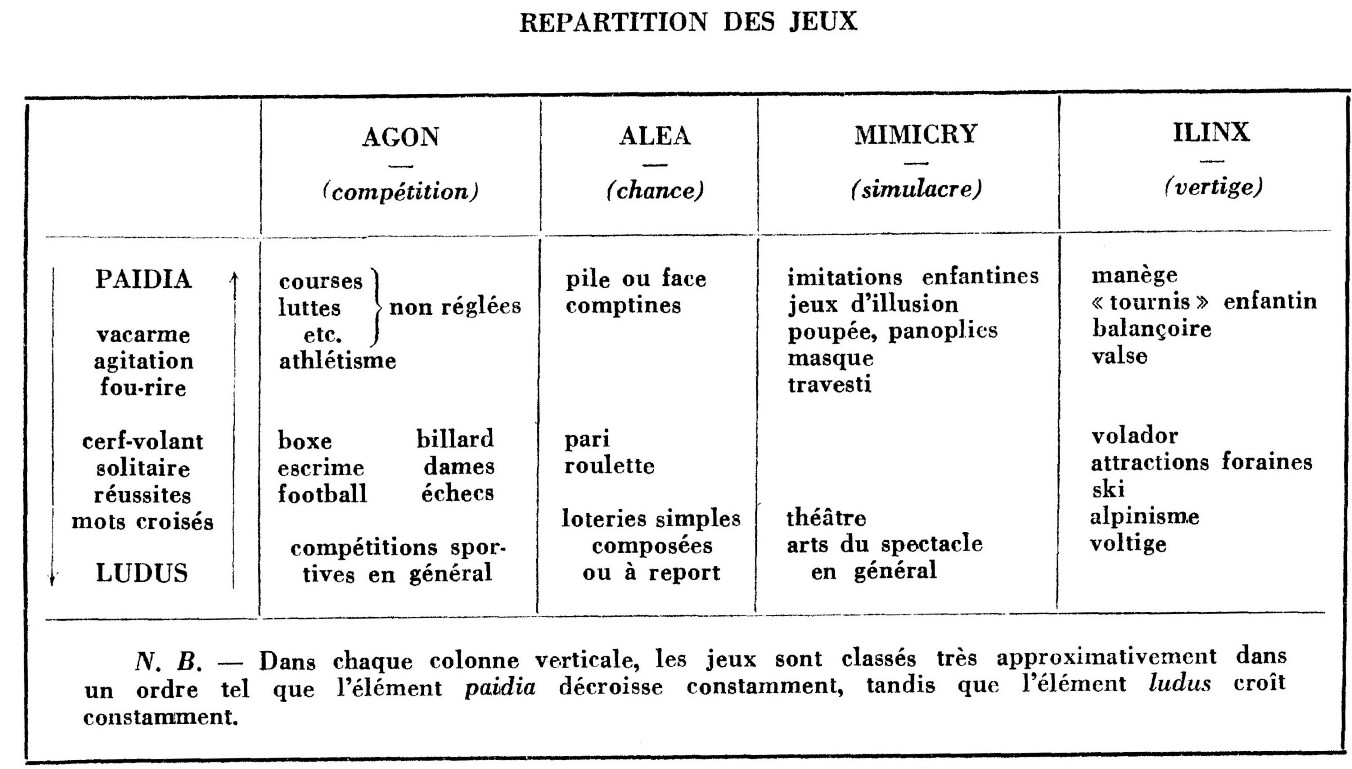 REPARTITION DES JEUX
AGON
(compétition)
ALEA
(chance)
MIMICRY
(simulacre)
ILINX
(vertige)
PAIDIA
vacarme
agitation
fou-rire
cerf-volant
solitaire
réussites
mots croisés
LUDUS
courses
luttes
etc.
non réglées
athlétisme
boxe billard
escrime dames
football échecs
compétitions spor-
tives en général
pile ou face
comptines
pari
roulette
loteries simples
composées
ou à report
imitations enfantines
jeux d'illusion
poupée, panoplies
masque
travesti
théâtre
arts du spectacle
en général
manège
« tournis » enfantin
balançoire
valse
volador
attractions foraines
ski
alpinisme
voltige
N. B. — Dans chaque colonne verticale, les jeux sont classés très approximativement dans
un ordre tel que l'élément paidia décroisse constamment, tandis que l'élément ludus croît
constamment.